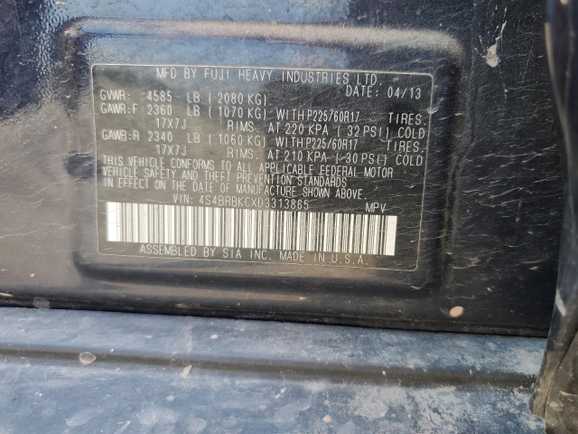 MFD BY FUJI HEAVY INDUSTRIES LTD.
DATE: 04/13
GVWR: 4585 - LB (2080 KG)
GAWR:F 2360 - LB (1070 KG) WITH P225/60R17 TIRES.
17X7J RIMS. AT 220 KPA ( 32 PSI) COLD
GAWR:R 2340 - LB (1060 KG) WITH P225/60R17 TIRES.
17X7J RIMS. AT 210 KPA ( 30 PSI) COLD
THIS VEHICLE CONFORMS TO ALL APPLICABLE FEDERAL MOTOR
VEHICLE SAFETY AND THEFT
PREVENTION STANDARDS
IN EFFECT ON THE DATE OF MANUFACTURE SHOWN ABOVE.
VIN: 4S4BRBKCXD3313865 MPV
ASSEMBLED BY SIA INC. MADE IN U.S.A.